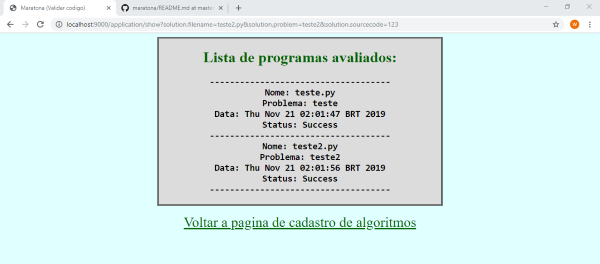 Maratona (Validar codigo)
maratona/README.md at mast
localhost:9000/application/show?solution.filename=teste2.py&solution.problem=teste2&solution.sourcecode=123
Lista de programas avaliados:
----------------------------------
Nome: teste.py
Problema: teste
Data: Thu Nov 21 02:01:47 BRT 2019
Status: Success
----------------------------------
Nome: teste2.py
Problema: teste2
Data: Thu Nov 21 02:01:56 BRT 2019
Status: Success
----------------------------------
Voltar a pagina de cadastro de algoritmos